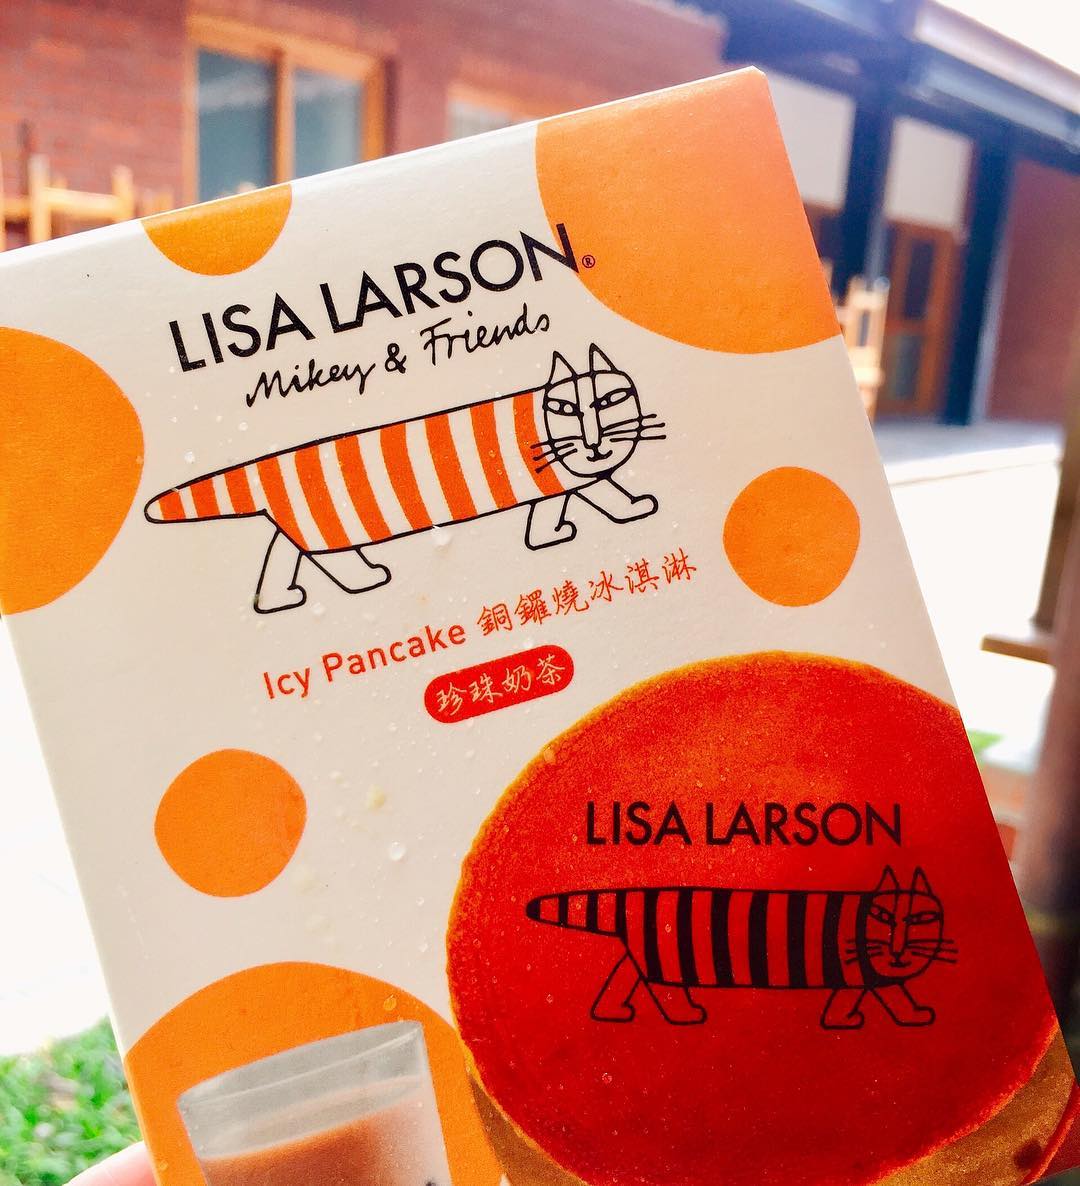 LISA LARSON®
Mikey & Friends
Icy Pancake 銅鑼燒冰淇淋
珍珠奶茶
LISA LARSON